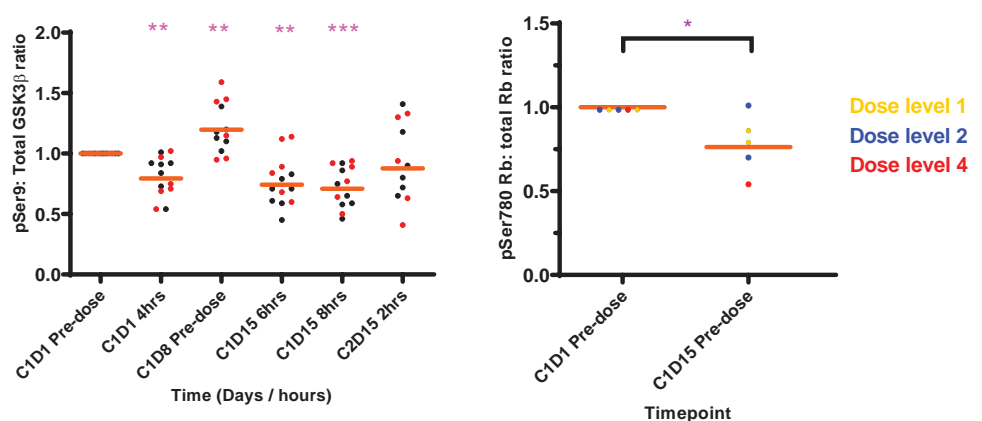 pSer9: Total GSK3β ratio
** ** ** ***
2.0
1.5
1.0
0.5
0.0
C1D1 Pre-dose
C1D1 4hrs
C1D8 Pre-dose
C1D15 6hrs
C1D15 8hrs
C2D15 2hrs
Time (Days / hours)
pSer780 Rb: total Rb ratio
*
1.5
1.0
0.5
0.0
C1D1 Pre-dose
C1D15 Pre-dose
Timepoint
Dose level 1
Dose level 2
Dose level 4